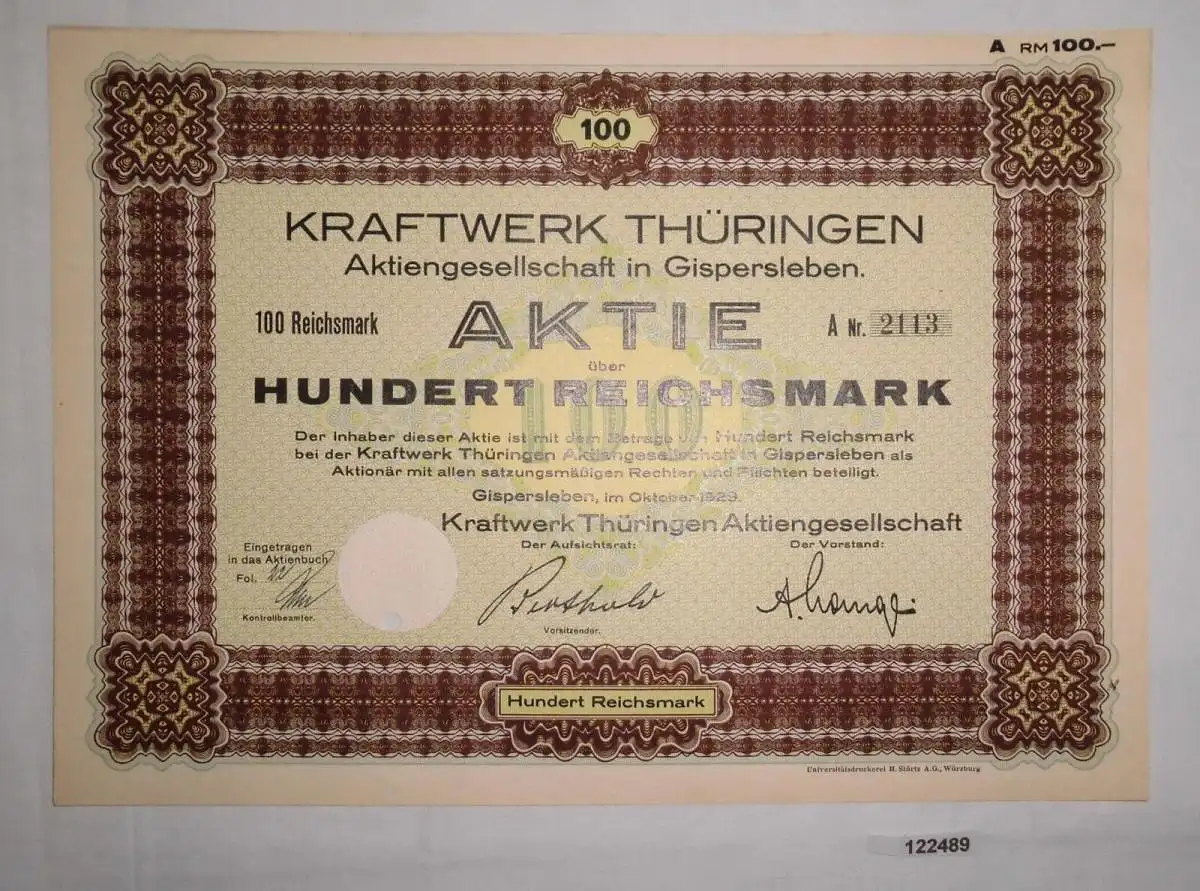 A RM 100.—
100
KRAFTWERK THÜRINGEN
Aktiengesellschaft in Gispersleben.
100 Reichsmark AKTIE A Nr. 2113
über
HUNDERT REICHSMARK
100
Der Inhaber dieser Aktie ist mit dem Betrage von Hundert Reichsmark
bei der Kraftwerk Thüringen Aktiengesellschaft in Gispersleben als
Aktionär mit allen satzungsmäßigen Rechten und Pflichten beteiligt.
Gispersleben, im Oktober 1929.
Kraftwerk Thüringen Aktiengesellschaft
Der Aufsichtsrat: Der Vorstand:
Eingetragen
in das Aktienbuch
Fol.
Kontrollbeamter.
Berthold
Vorsitzender.
Hundert Reichsmark
Universitätsdruckerei H. Stürtz A.G., Würzburg
122489